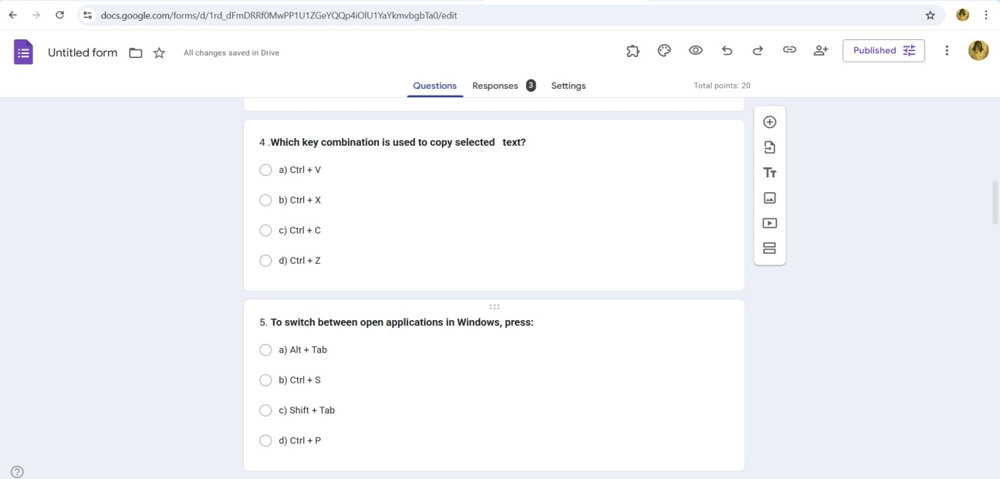 docs.google.com/forms/d/1rd_dFmDRRf0MwPP1U1ZGeYQQp4iOlU1YaYkmvbgbTa0/edit
Untitled form
All changes saved in Drive
Published
Questions
Responses 3
Settings
Total points: 20
4 .Which key combination is used to copy selected   text?
a) Ctrl + V
b) Ctrl + X
c) Ctrl + C
d) Ctrl + Z
Tт
5. To switch between open applications in Windows, press:
a) Alt + Tab
b) Ctrl + S
c) Shift + Tab
d) Ctrl + P